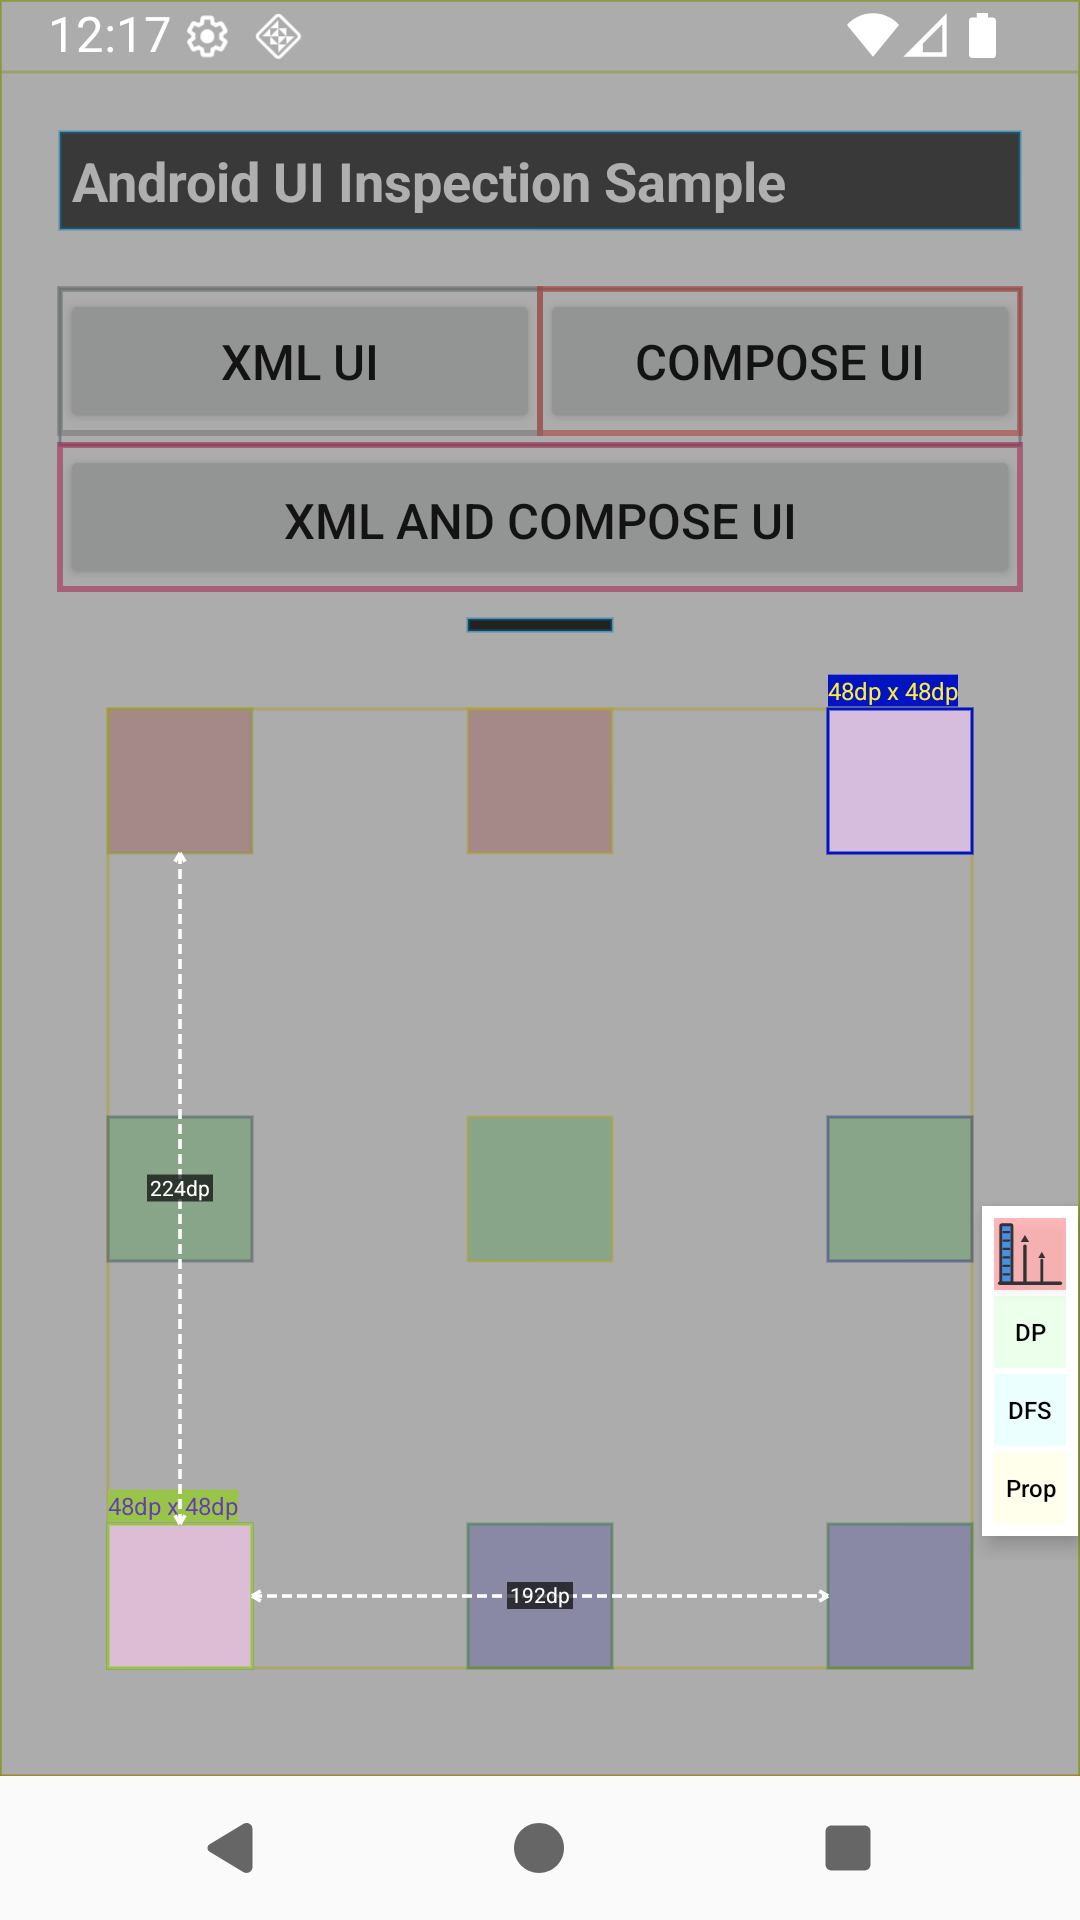 12:17
Android UI Inspection Sample
XML UI
COMPOSE UI
XML AND COMPOSE UI
48dp x 48dp
224dp
DP
DFS
Prop
48dp x 48dp
192dp